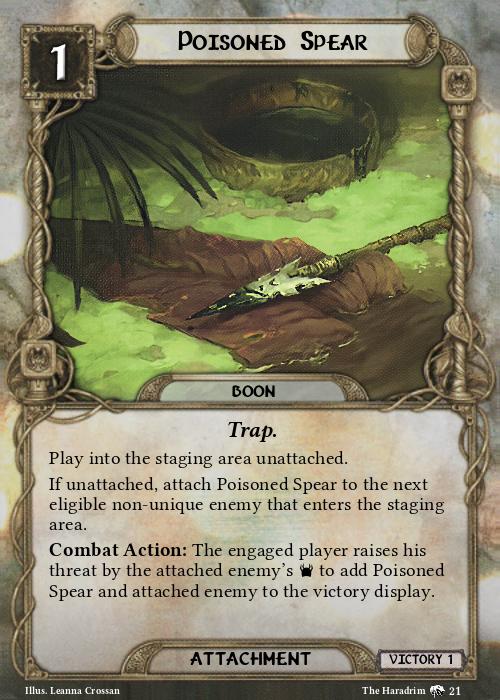 1
POISONED SPEAR
BOON
Trap.
Play into the staging area unattached.
If unattached, attach Poisoned Spear to the next
eligible non-unique enemy that enters the staging
area.
Combat Action: The engaged player raises his
threat by the attached enemy's to add Poisoned
Spear and attached enemy to the victory display.
ATTACHMENT
VICTORY 1
Illus. Leanna Crossan
The Haradrim 21